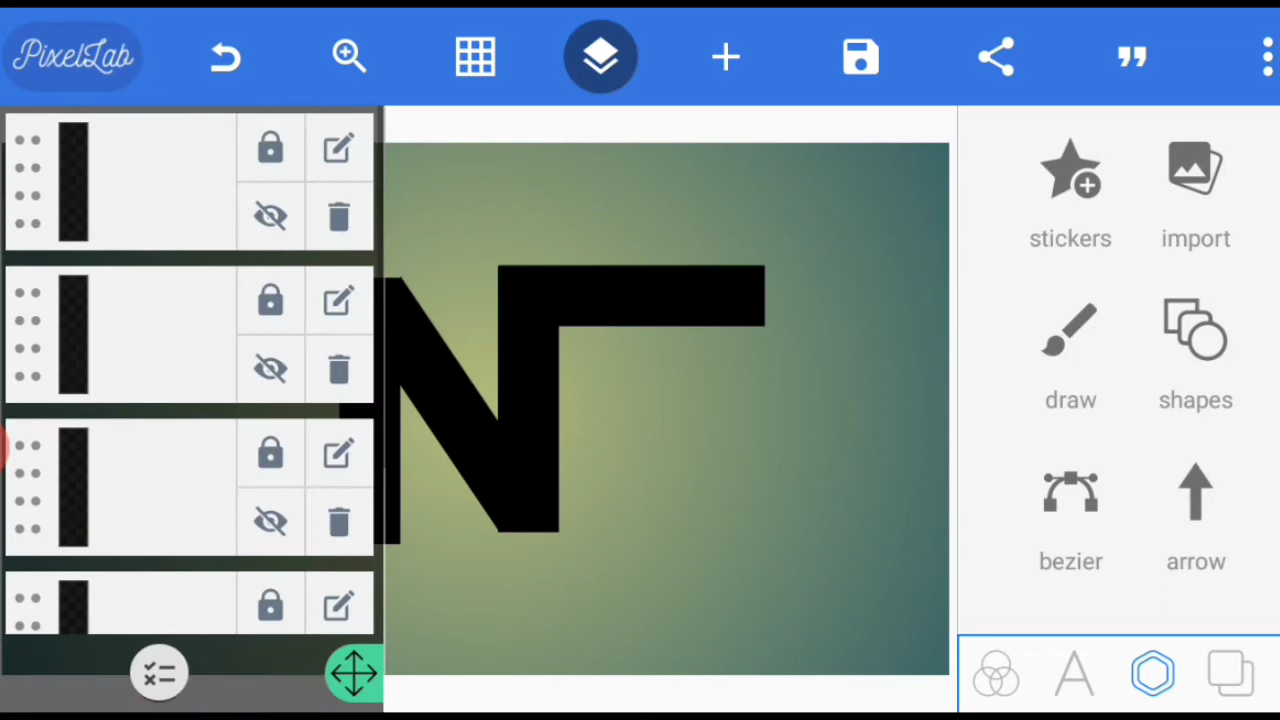 PixelLab
stickers
import
draw
shapes
bezier
arrow